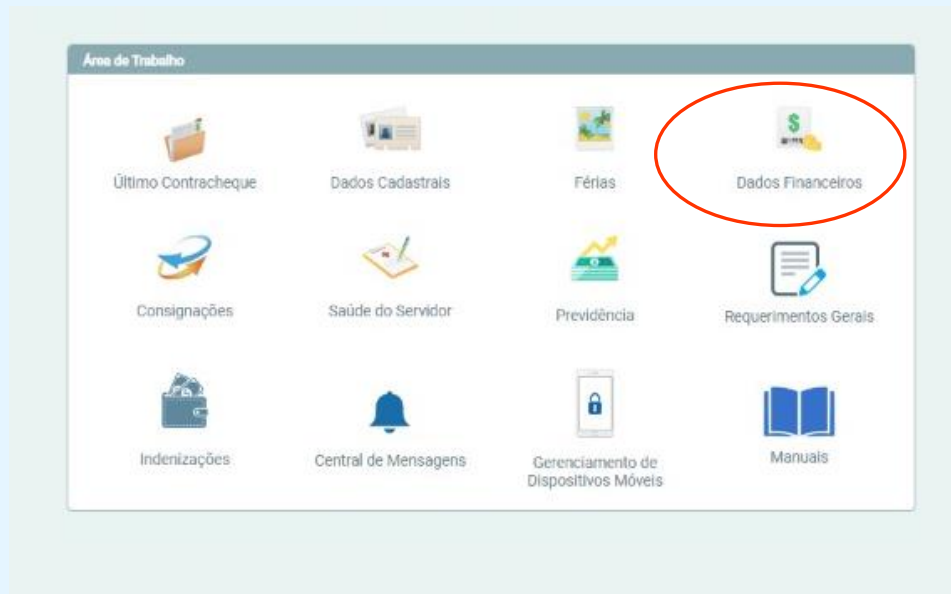 Área de Trabalho
Último Contracheque
Dados Cadastrais
Férias
Dados Financeiros
Consignações
Saúde do Servidor
Previdência
Requerimentos Gerais
Indenizações
Central de Mensagens
Gerenciamento de
Dispositivos Móveis
Manuais